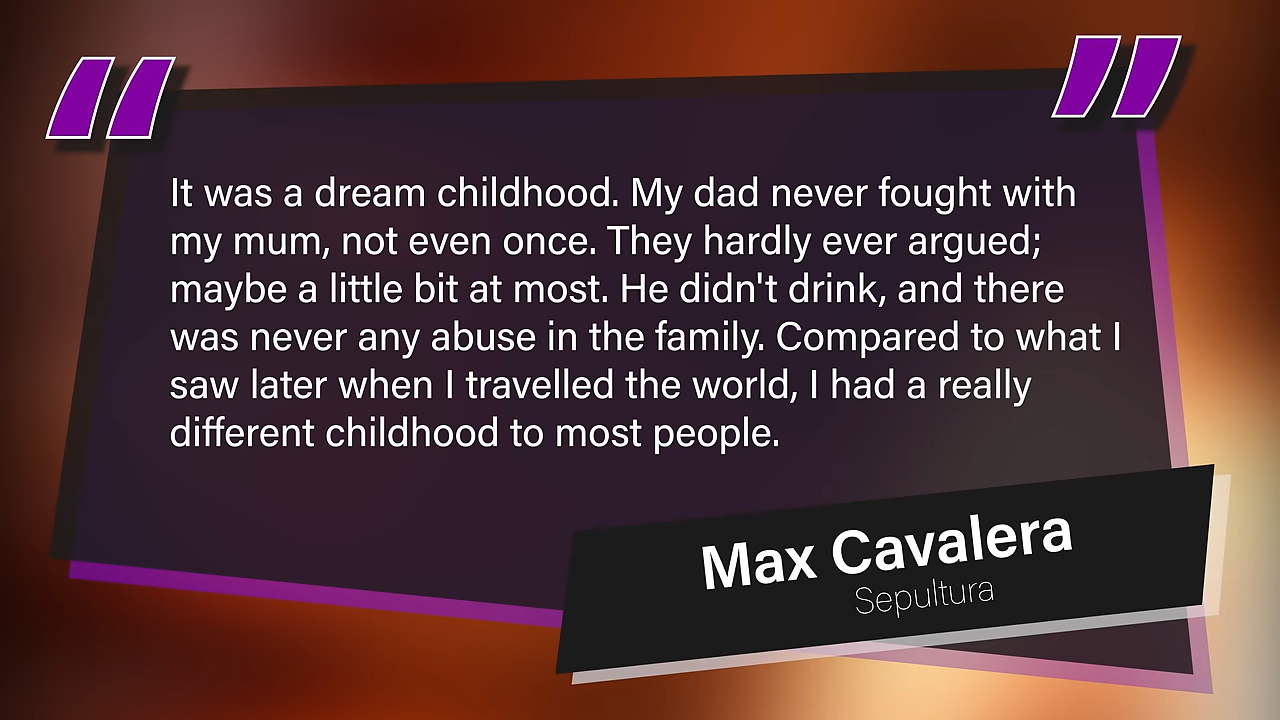 “
”
It was a dream childhood. My dad never fought with
my mum, not even once. They hardly ever argued;
maybe a little bit at most. He didn't drink, and there
was never any abuse in the family. Compared to what I
saw later when I travelled the world, I had a really
different childhood to most people.
Max Cavalera
Sepultura